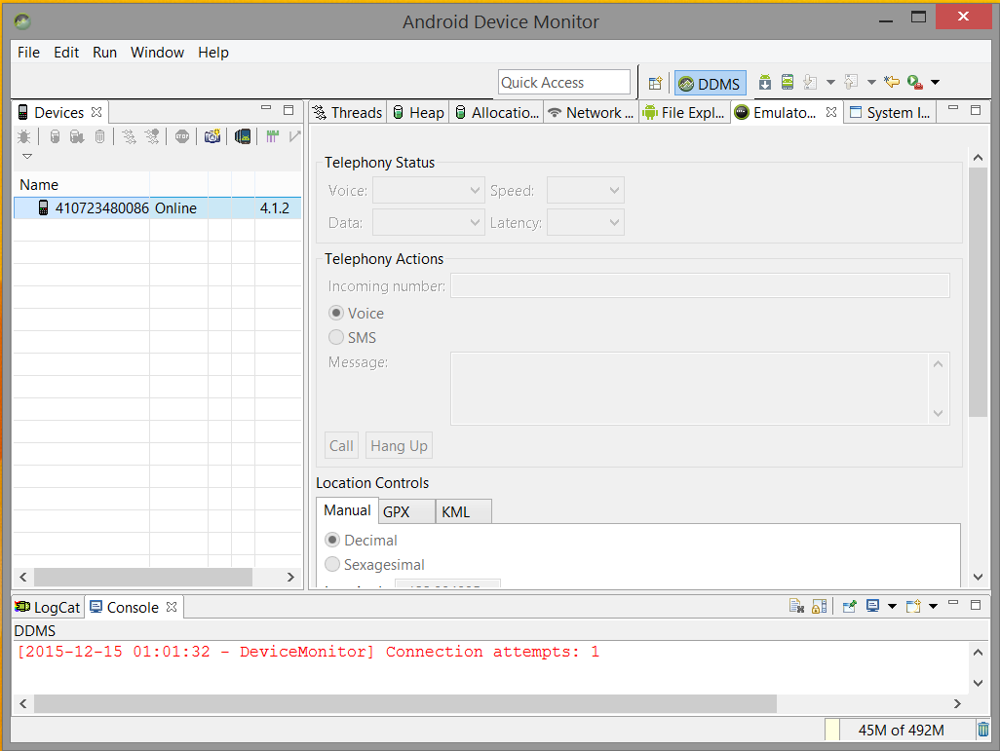 Android Device Monitor
File Edit Run Window Help
Quick Access DDMS
Devices
Threads Heap Allocatio... Network ... File Expl... Emulato... System I...
Name
410723480086 Online 4.1.2
Telephony Status
Voice: Speed:
Data: Latency:
Telephony Actions
Incoming number:
Voice
SMS
Message:
Call Hang Up
Location Controls
Manual GPX KML
Decimal
Sexagesimal
LogCat Console
DDMS
[2015-12-15 01:01:32 - DeviceMonitor] Connection attempts: 1
45M of 492M